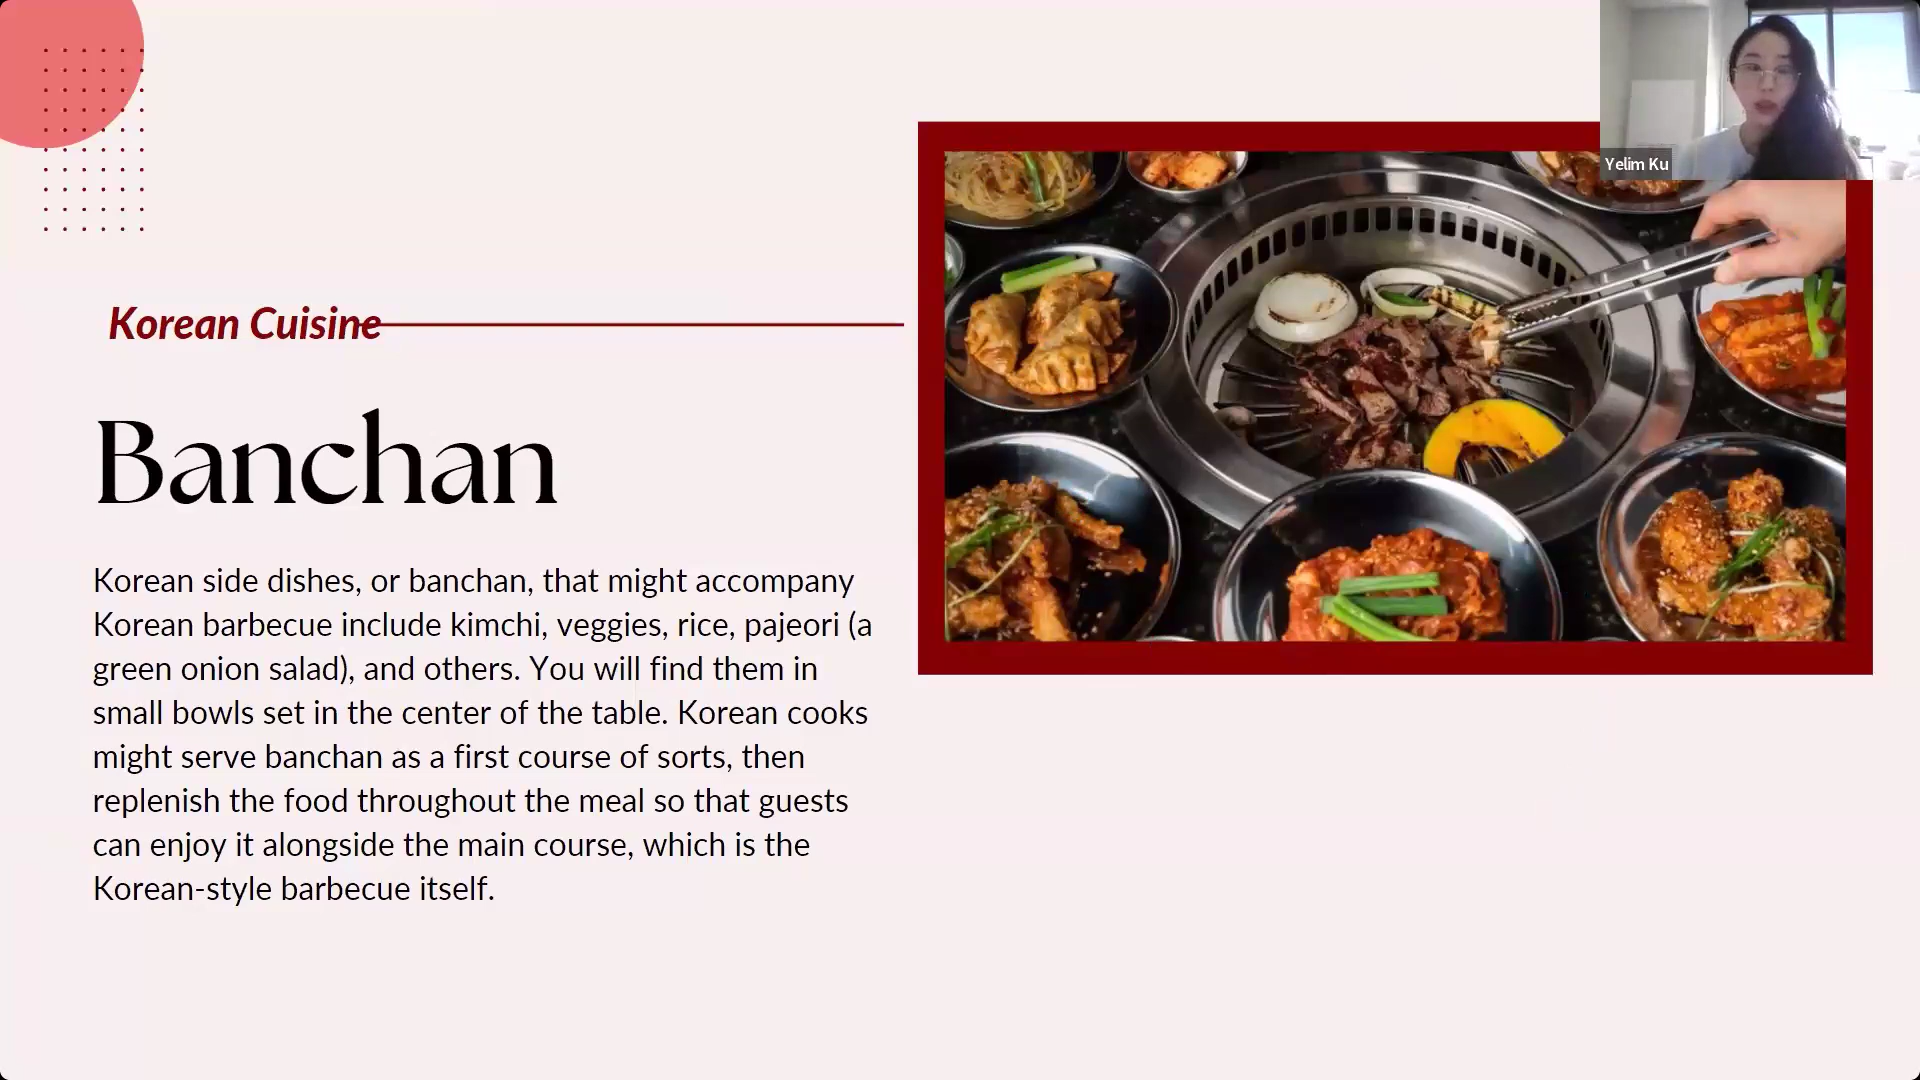 Yelim Ku
Korean Cuisine
Banchan
Korean side dishes, or banchan, that might accompany
Korean barbecue include kimchi, veggies, rice, pajeori (a
green onion salad), and others. You will find them in
small bowls set in the center of the table. Korean cooks
might serve banchan as a first course of sorts, then
replenish the food throughout the meal so that guests
can enjoy it alongside the main course, which is the
Korean-style barbecue itself.